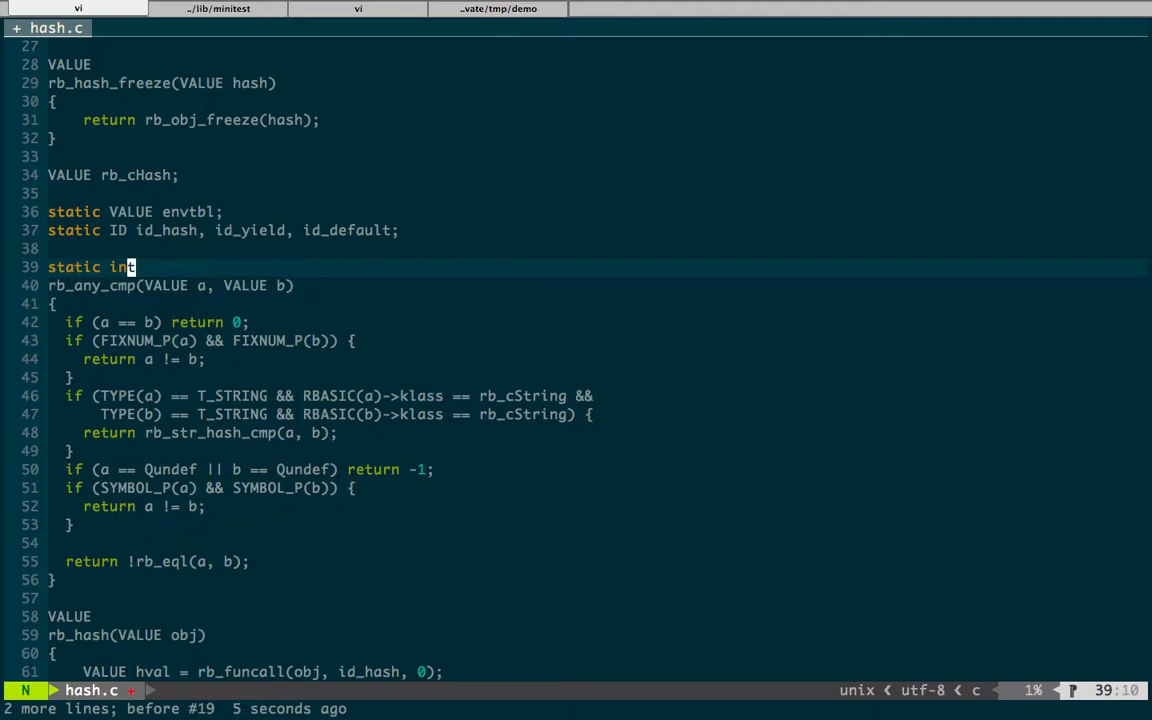 vi
../lib/minitest
vi
..vate/tmp/demo
+ hash.c
27
28 VALUE
29 rb_hash_freeze(VALUE hash)
30 {
31     return rb_obj_freeze(hash);
32 }
33
34 VALUE rb_cHash;
35
36 static VALUE envtbl;
37 static ID id_hash, id_yield, id_default;
38
39 static int
40 rb_any_cmp(VALUE a, VALUE b)
41 {
42   if (a == b) return 0;
43   if (FIXNUM_P(a) && FIXNUM_P(b)) {
44     return a != b;
45   }
46   if (TYPE(a) == T_STRING && RBASIC(a)->klass == rb_cString &&
47       TYPE(b) == T_STRING && RBASIC(b)->klass == rb_cString) {
48     return rb_str_hash_cmp(a, b);
49   }
50   if (a == Qundef || b == Qundef) return -1;
51   if (SYMBOL_P(a) && SYMBOL_P(b)) {
52     return a != b;
53   }
54
55   return !rb_eql(a, b);
56 }
57
58 VALUE
59 rb_hash(VALUE obj)
60 {
61     VALUE hval = rb_funcall(obj, id_hash, 0);
N hash.c + unix < utf-8 < c 1% 39:10
2 more lines; before #19  5 seconds ago